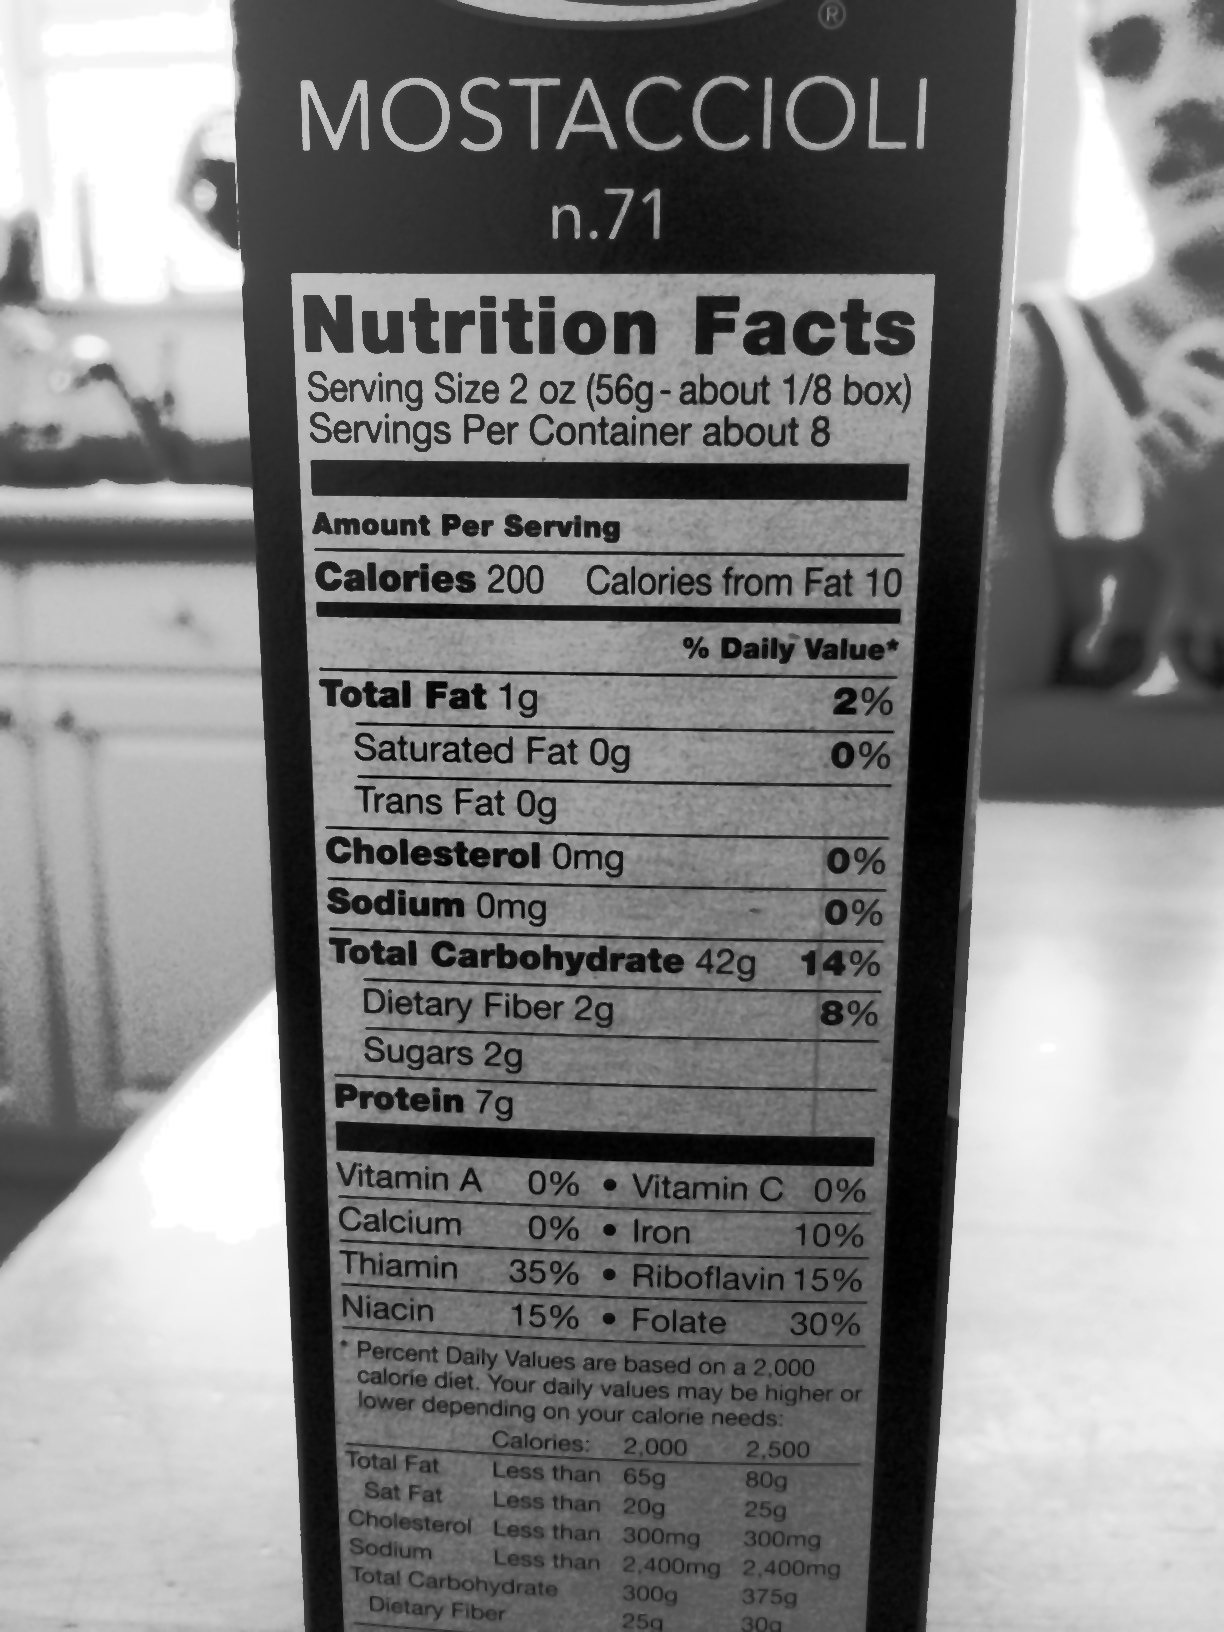 ®
MOSTACCIOLI
n.71
Nutrition Facts
Serving Size 2 oz (56g - about 1/8 box)
Servings Per Container about 8
Amount Per Serving
Calories 200 Calories from Fat 10
% Daily Value*
Total Fat 1g 2%
Saturated Fat 0g 0%
Trans Fat 0g
Cholesterol 0mg 0%
Sodium 0mg 0%
Total Carbohydrate 42g 14%
Dietary Fiber 2g 8%
Sugars 2g
Protein 7g
Vitamin A 0% • Vitamin C 0%
Calcium 0% • Iron 10%
Thiamin 35% • Riboflavin 15%
Niacin 15% • Folate 30%
* Percent Daily Values are based on a 2,000
calorie diet. Your daily values may be higher or
lower depending on your calorie needs:
Calories: 2,000 2,500
Total Fat Less than 65g 80g
Sat Fat Less than 20g 25g
Cholesterol Less than 300mg 300mg
Sodium Less than 2,400mg 2,400mg
Total Carbohydrate 300g 375g
Dietary Fiber 25g 30g